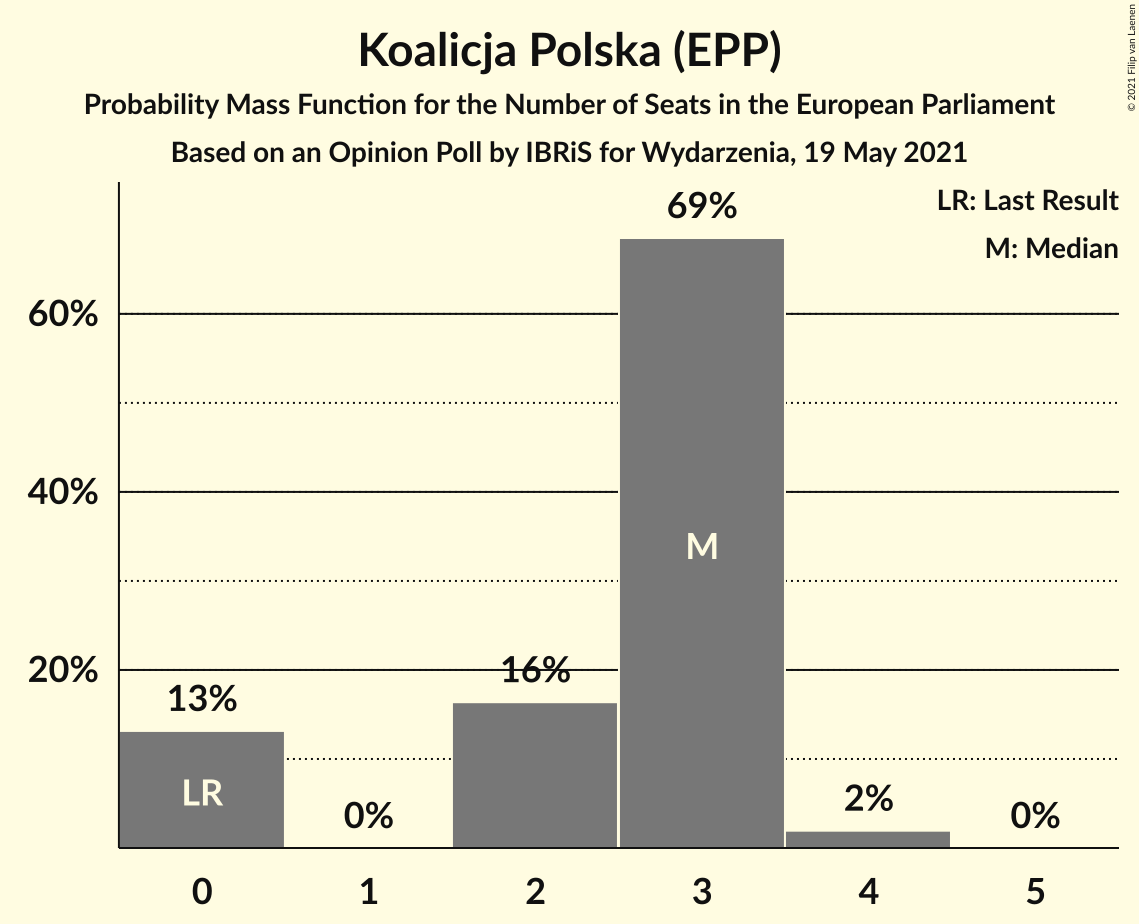 Koalicja Polska (EPP)
Probability Mass Function for the Number of Seats in the European Parliament
Based on an Opinion Poll by IBRiS for Wydarzenia, 19 May 2021
© 2021 Filip van Laenen
LR: Last Result
M: Median
69%
60%
40%
M
20%
16%
13%
LR
0%
2%
0%
0 1 2 3 4 5